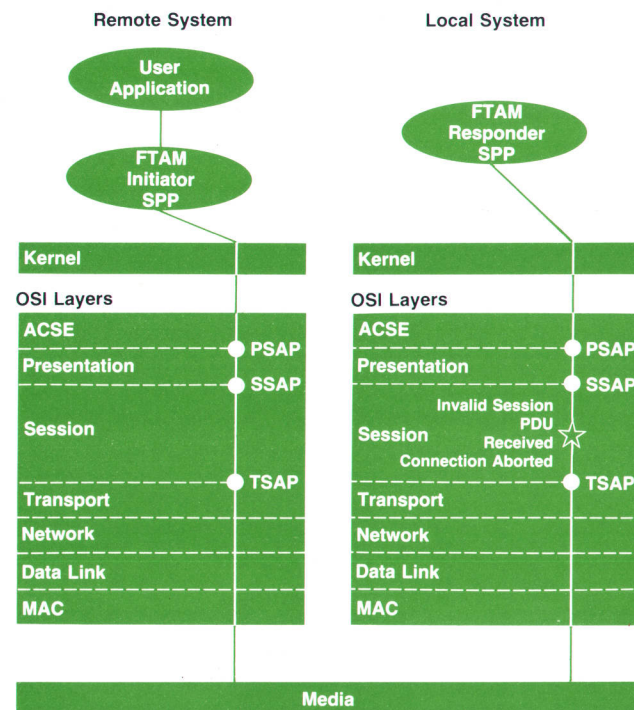 Remote System
User
Application
FTAM
Initiator
SPP
Kernel
OSI Layers
ACSE
PSAP
Presentation
SSAP
Session
TSAP
Transport
Network
Data Link
MAC
Local System
FTAM
Responder
SPP
Kernel
OSI Layers
ACSE
PSAP
Presentation
SSAP
Session
Invalid Session
PDU
Received
Connection Aborted
TSAP
Transport
Network
Data Link
MAC
Media